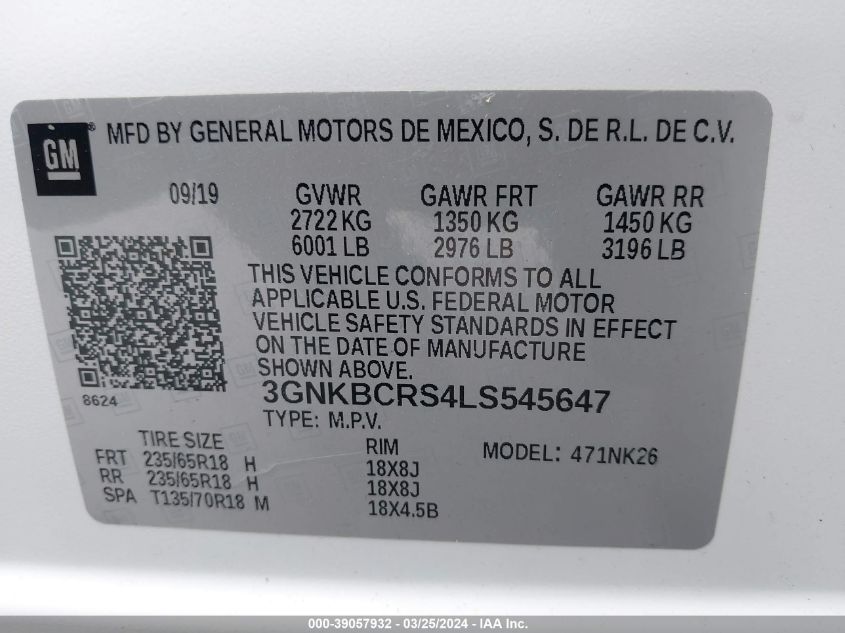 GM ® MFD BY GENERAL MOTORS DE MEXICO, S. DE R.L. DE C.V.
09/19 GVWR GAWR FRT GAWR RR
2722 KG 1350 KG 1450 KG
6001 LB 2976 LB 3196 LB
THIS VEHICLE CONFORMS TO ALL
APPLICABLE U.S. FEDERAL MOTOR
VEHICLE SAFETY STANDARDS IN EFFECT
ON THE DATE OF MANUFACTURE
SHOWN ABOVE.
8624 3GNKBCRS4LS545647
TYPE: M.P.V.
TIRE SIZE RIM MODEL: 471NK26
FRT 235/65R18 H 18X8J
RR 235/65R18 H 18X8J
SPA T135/70R18 M 18X4.5B
000-39057932 - 03/25/2024 - IAA Inc.